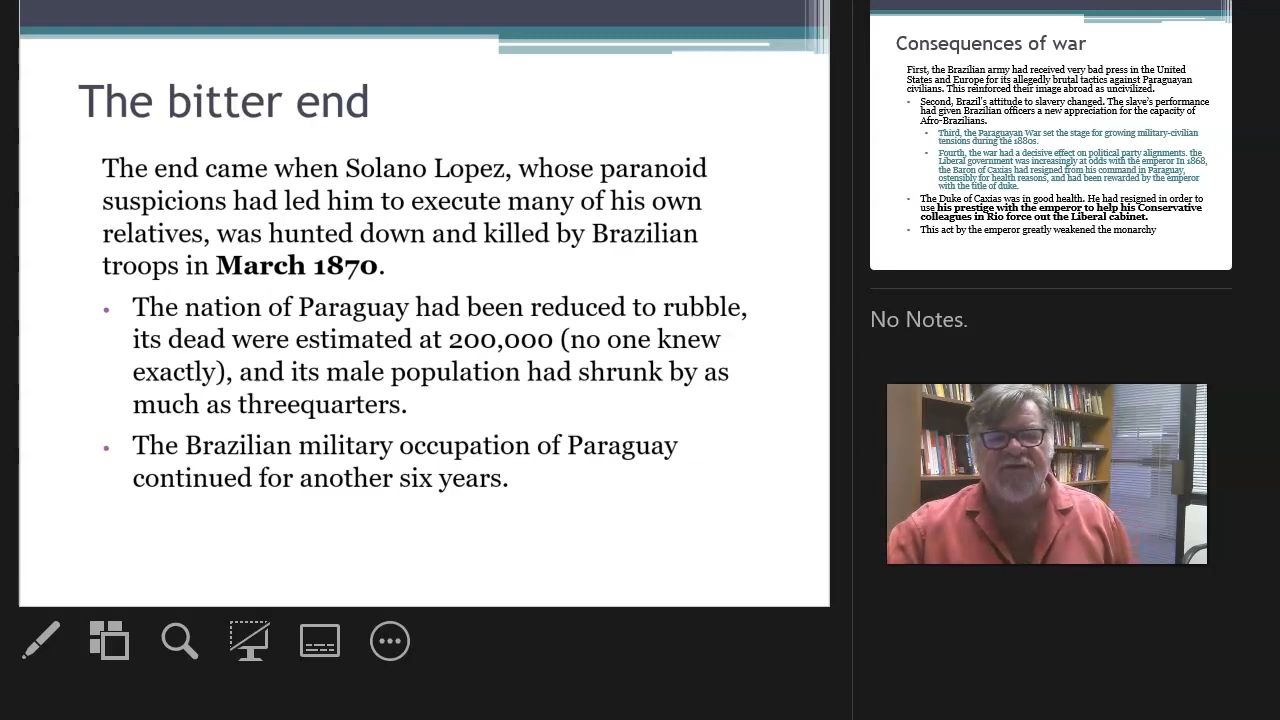 The bitter end
The end came when Solano Lopez, whose paranoid
suspicions had led him to execute many of his own
relatives, was hunted down and killed by Brazilian
troops in March 1870.
• The nation of Paraguay had been reduced to rubble,
its dead were estimated at 200,000 (no one knew
exactly), and its male population had shrunk by as
much as threequarters.
• The Brazilian military occupation of Paraguay
continued for another six years.
Consequences of war
First, the Brazilian army had received very bad press in the United
States and Europe for its allegedly brutal tactics against Paraguayan
civilians. This reinforced their image abroad as uncivilized.
• Second, Brazil's attitude to slavery changed. The slave's performance
had given Brazilian officers a new appreciation for the capacity of
Afro-Brazilians.
• Third, the Paraguayan War set the stage for growing military-civilian
tensions during the 1880s.
• Fourth, the war had a decisive effect on political party alignments. the
Liberal government was increasingly at odds with the emperor In 1868,
the Baron of Caxias had resigned from his command in Paraguay,
ostensibly for health reasons, and had been rewarded by the emperor
with the title of duke.
• The Duke of Caxias was in good health. He had resigned in order to
use his prestige with the emperor to help his Conservative
colleagues in Rio force out the Liberal cabinet.
• This act by the emperor greatly weakened the monarchy
No Notes.